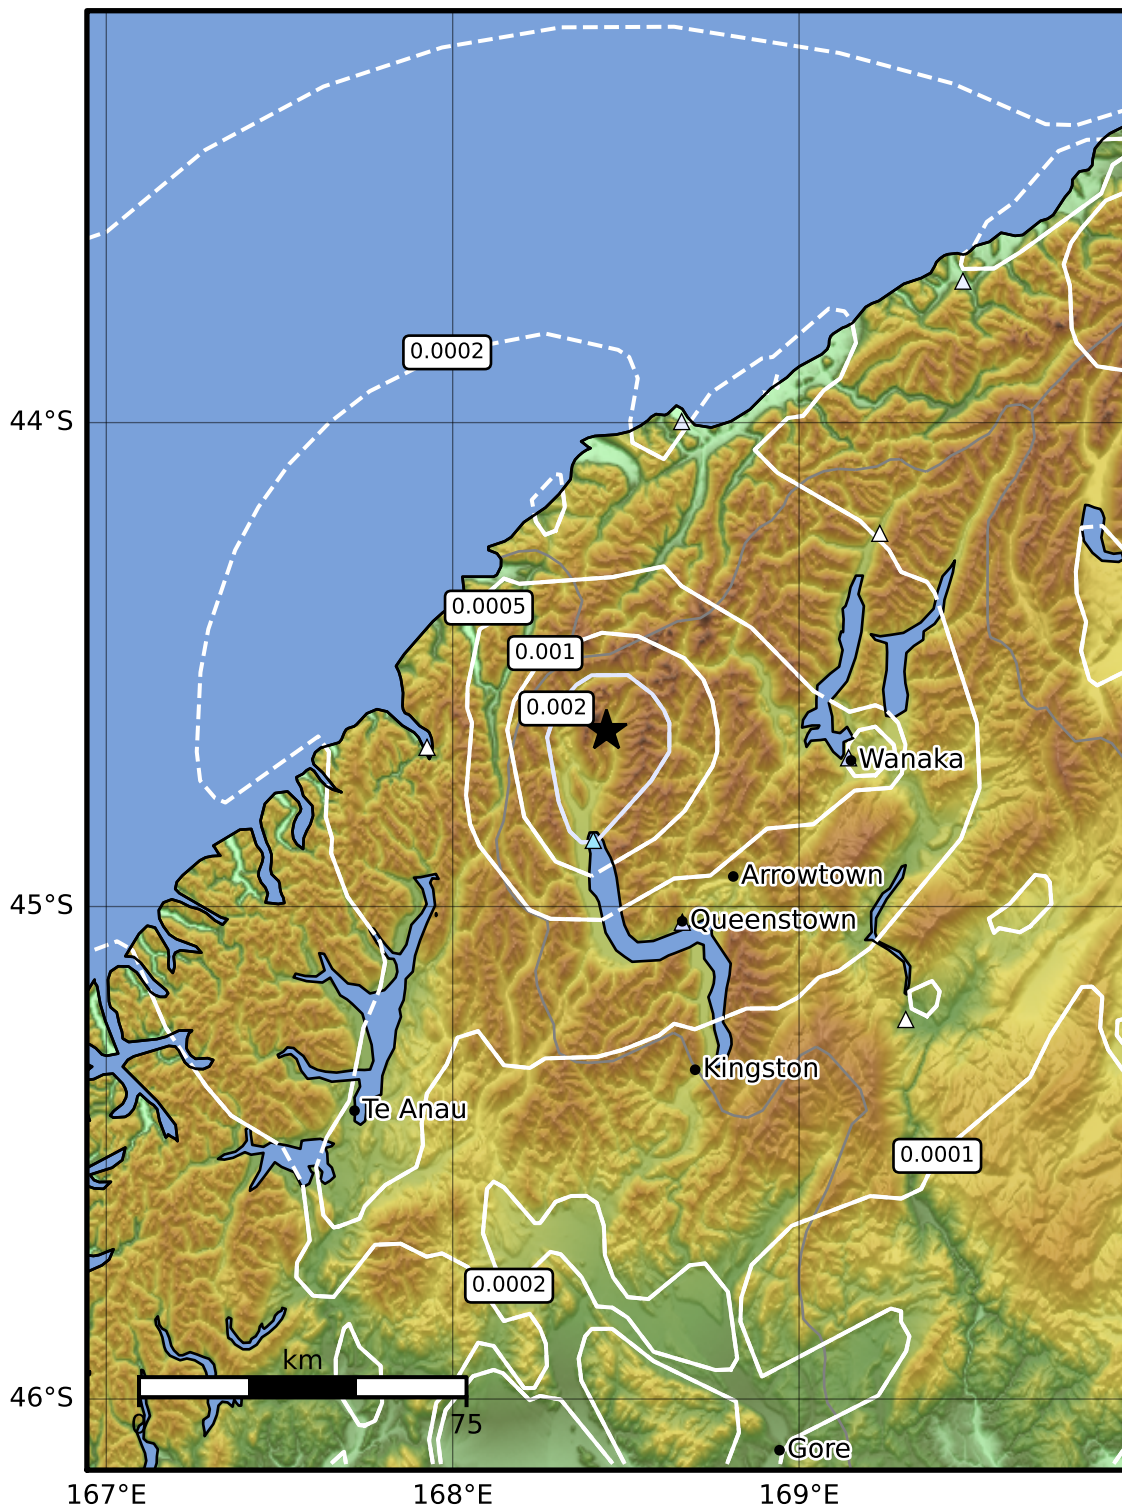 0.0002
44°S
0.0005
0.001
0.002
Wanaka
Arrowtown
45°S
Queenstown
Kingston
Te Anau
0.0001
0.0002
km
46°S
0 75
Gore
167°E 168°E 169°E